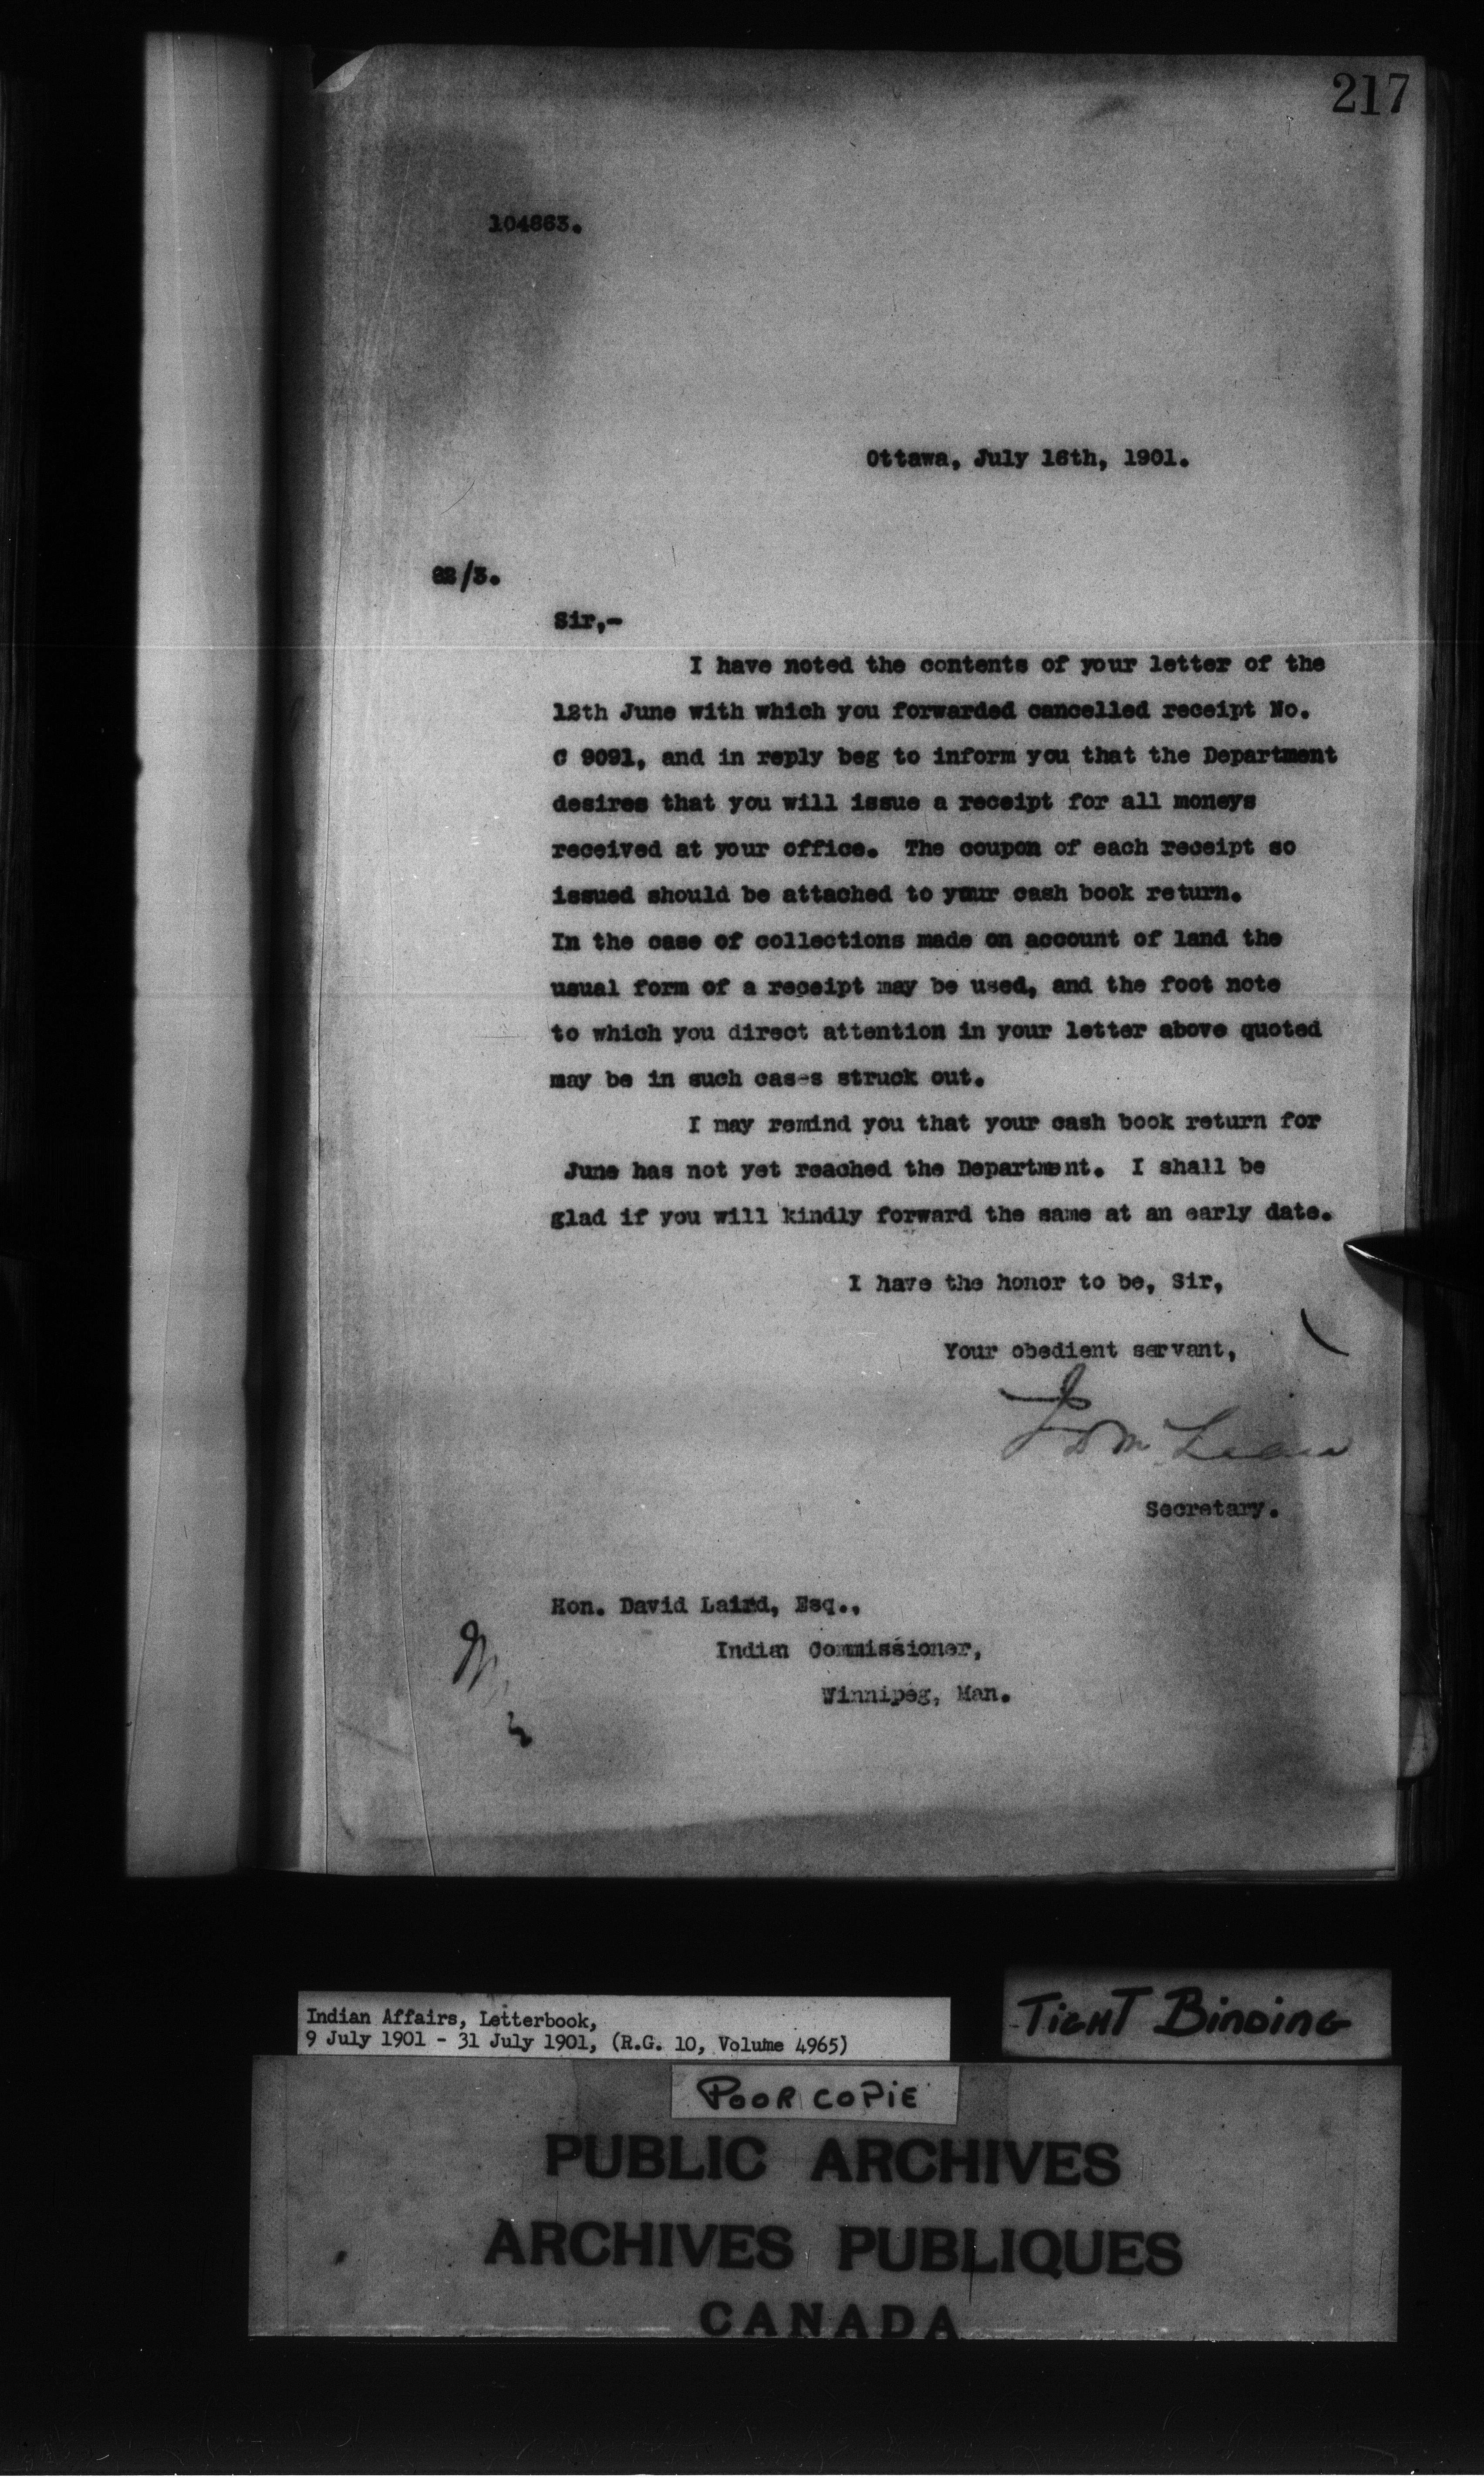 217
104863.
Ottawa, July 16th, 1901.
/3.
Sir,-
I have noted the contents of your letter of the
12th June with which you forwarded cancelled receipt No.
C 9091, and in reply beg to inform you that the Department
desires that you will issue a receipt for all moneys
received at your office. The coupon of each receipt so
issued should be attached to your cash book return.
In the case of collections made on account of land the
usual form of a receipt may be used, and the foot note
to which you direct attention in your letter above quoted
may be in such cases struck out.
I may remind you that your cash book return for
June has not yet reached the Department. I shall be
glad if you will kindly forward the same at an early date.
I have the honor to be, Sir,
Your obedient servant,
J D McLean
Secretary.
Hon. David Laird, Esq.,
Indian Commissioner,
Winnipeg, Man.
Indian Affairs, Letterbook,
9 July 1901 - 31 July 1901, (R.G. 10, Volume 4965)
TIGHT BINDING
POOR COPIE
PUBLIC ARCHIVES
ARCHIVES PUBLIQUES
CANADA